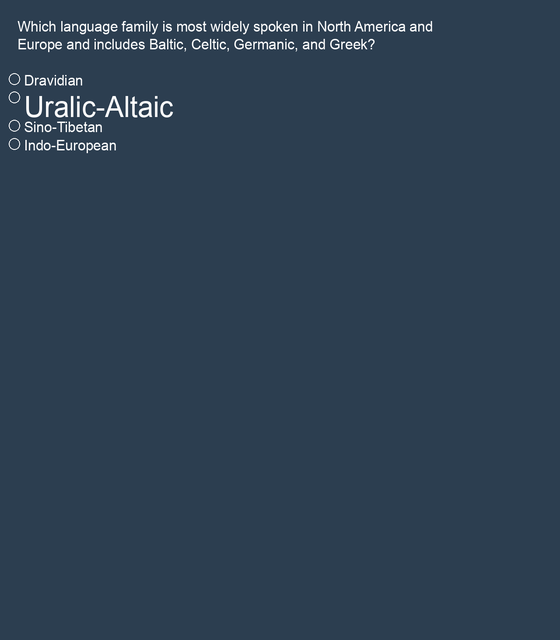 Which language family is most widely spoken in North America and
Europe and includes Baltic, Celtic, Germanic, and Greek?
Dravidian
Uralic-Altaic
Sino-Tibetan
Indo-European